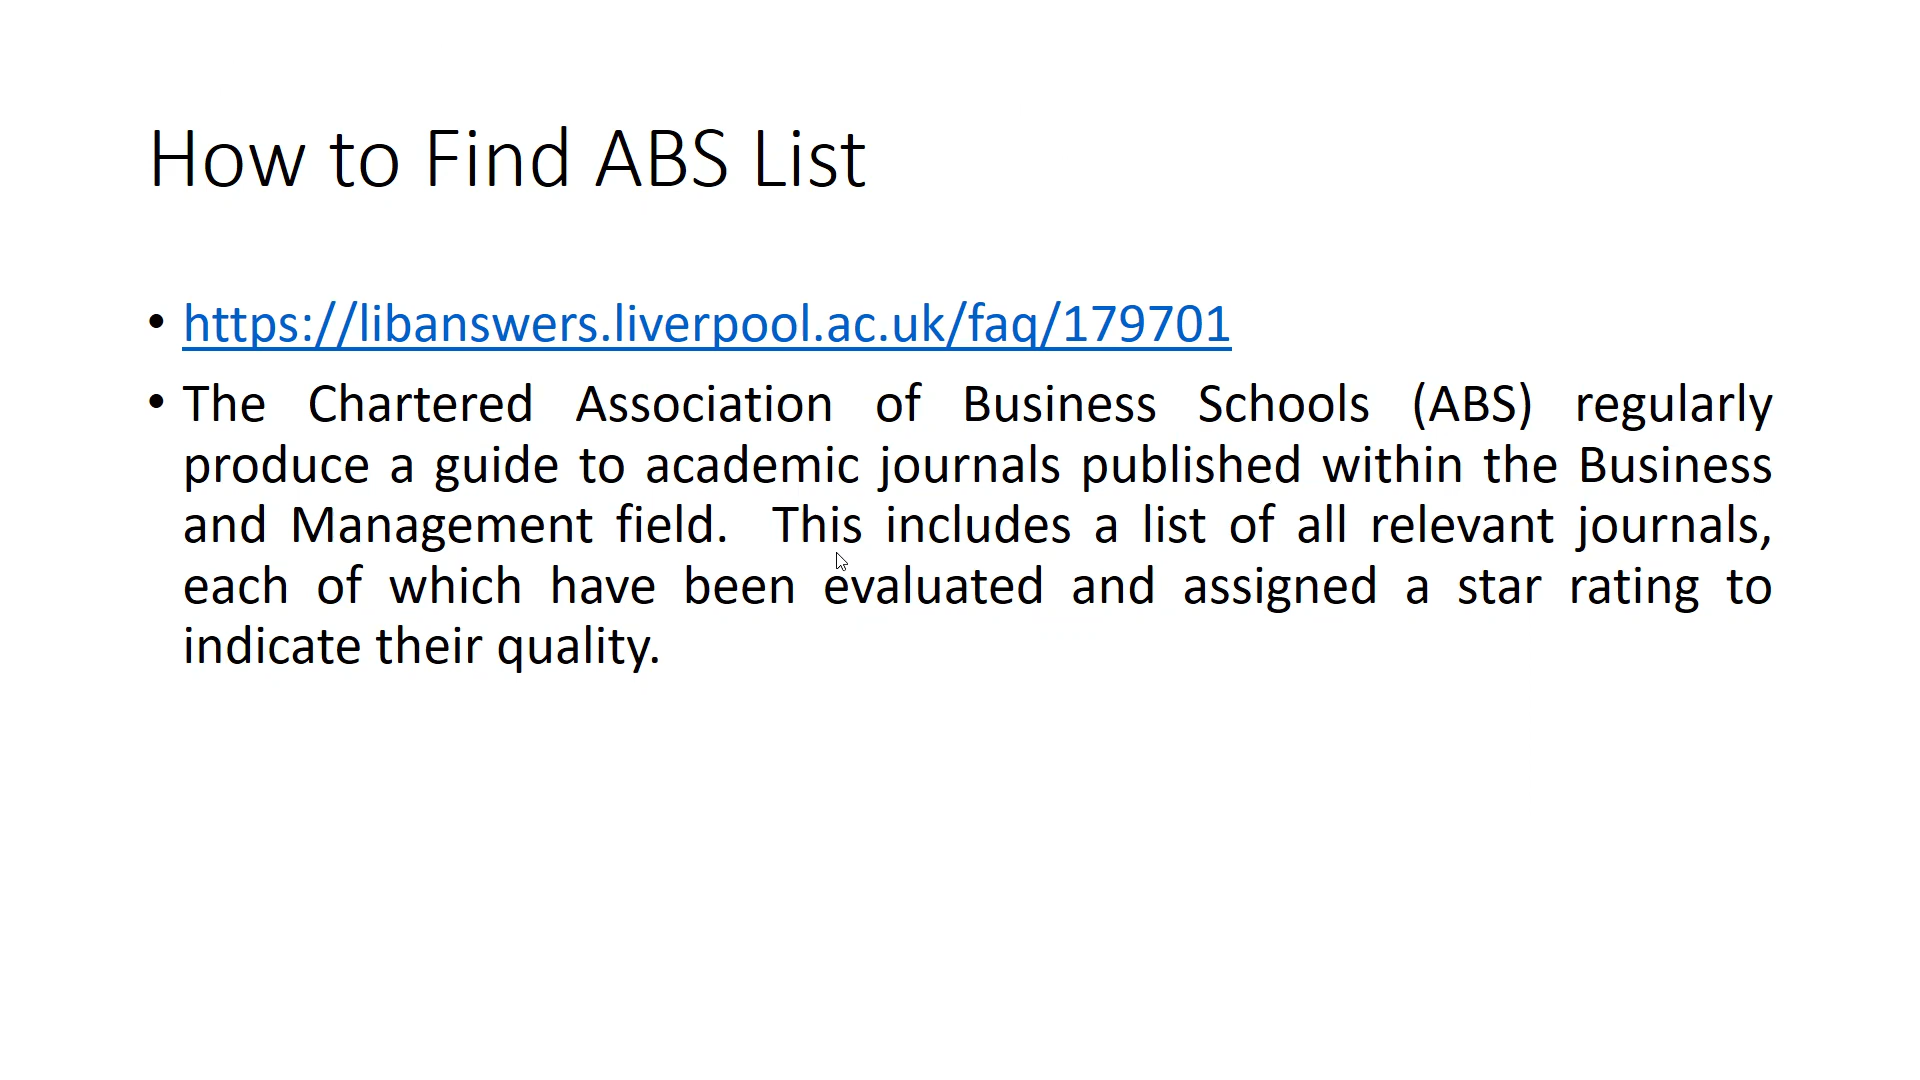 How to Find ABS List
• https://libanswers.liverpool.ac.uk/faq/179701
• The Chartered Association of Business Schools (ABS) regularly
produce a guide to academic journals published within the Business
and Management field.  This includes a list of all relevant journals,
each of which have been evaluated and assigned a star rating to
indicate their quality.